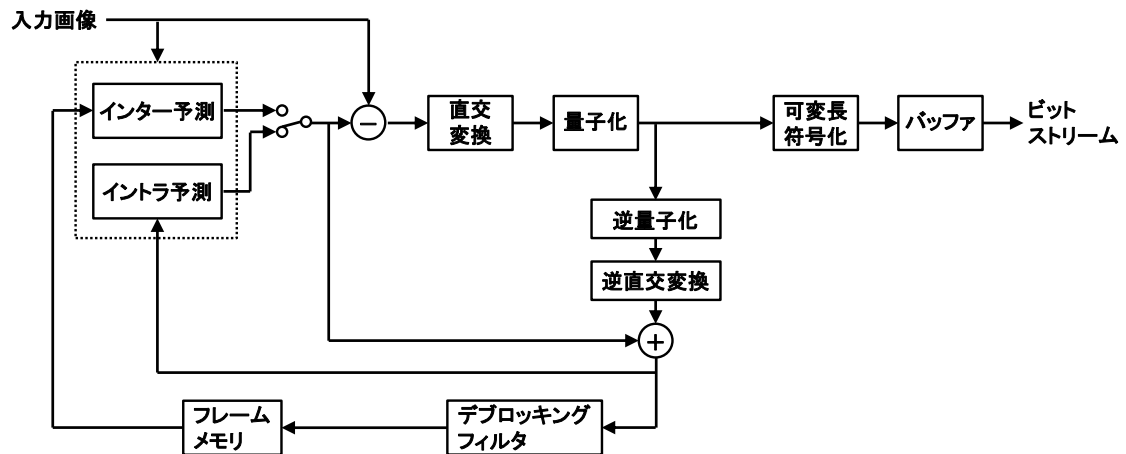 入力画像
インター予測
イントラ予測
−
直交
変換
量子化
可変長
符号化
バッファ
ビット
ストリーム
逆量子化
逆直交変換
+
デブロッキング
フィルタ
フレーム
メモリ